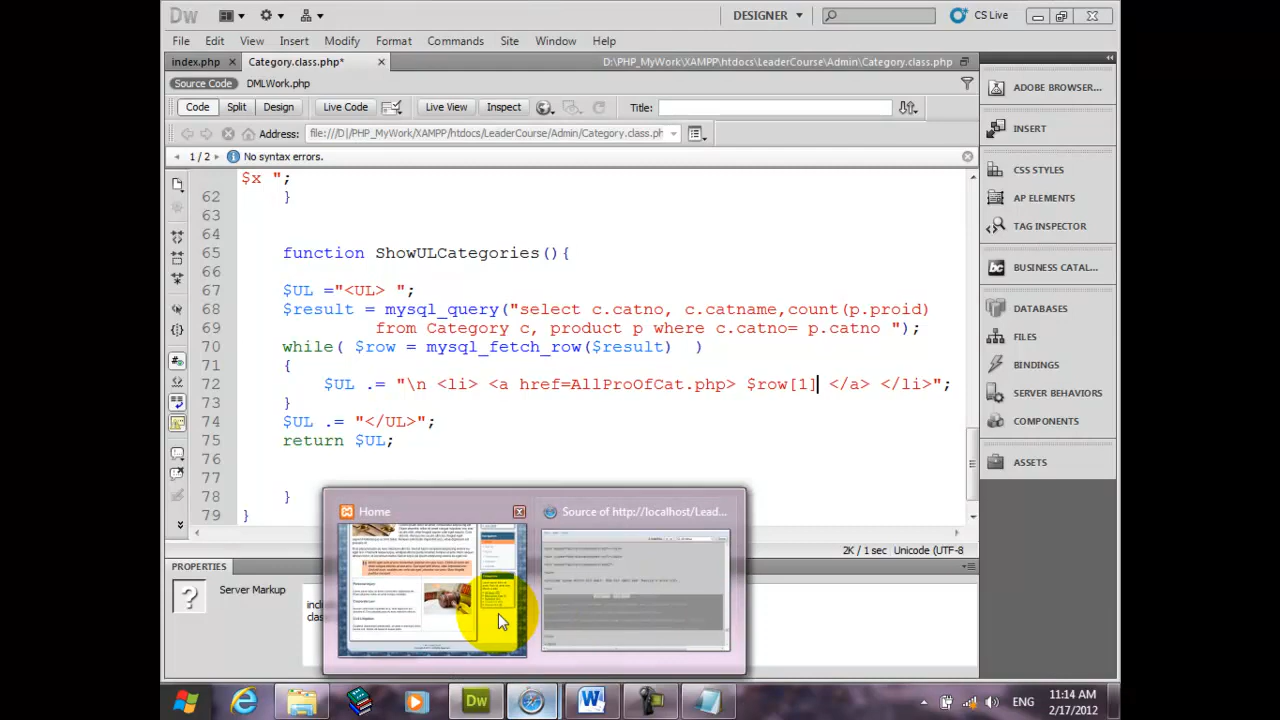 Dw
DESIGNER
CS Live
File Edit View Insert Modify Format Commands Site Window Help
index.php Category.class.php* D:\PHP_MyWork\XAMPP\htdocs\LeaderCourse\Admin\Category.class.php
Source Code DMLWork.php
Code Split Design Live Code Live View Inspect Title:
Address: file:///D|/PHP_MyWork/XAMPP/htdocs/LeaderCourse/Admin/Category.class.ph
1 / 2 No syntax errors.
$x ";
62 }
63
64
65 function ShowULCategories(){
66
67 $UL ="<UL> ";
68 $result = mysql_query("select c.catno, c.catname,count(p.proid)
69 from Category c, product p where c.catno= p.catno ");
70 while( $row = mysql_fetch_row($result) )
71 {
72 $UL .= "\n <li> <a href=AllProOfCat.php> $row[1] </a> </li>";
73 }
74 $UL .= "</UL>";
75 return $UL;
76
77
78 }
79 }
2K / 1 sec Unicode (UTF-8
PROPERTIES
Server Markup
Home
Source of http://localhost/Lead...
ADOBE BROWSER...
INSERT
CSS STYLES
AP ELEMENTS
TAG INSPECTOR
BUSINESS CATAL...
DATABASES
FILES
BINDINGS
SERVER BEHAVIORS
COMPONENTS
ASSETS
Dw
ENG
11:14 AM
2/17/2012